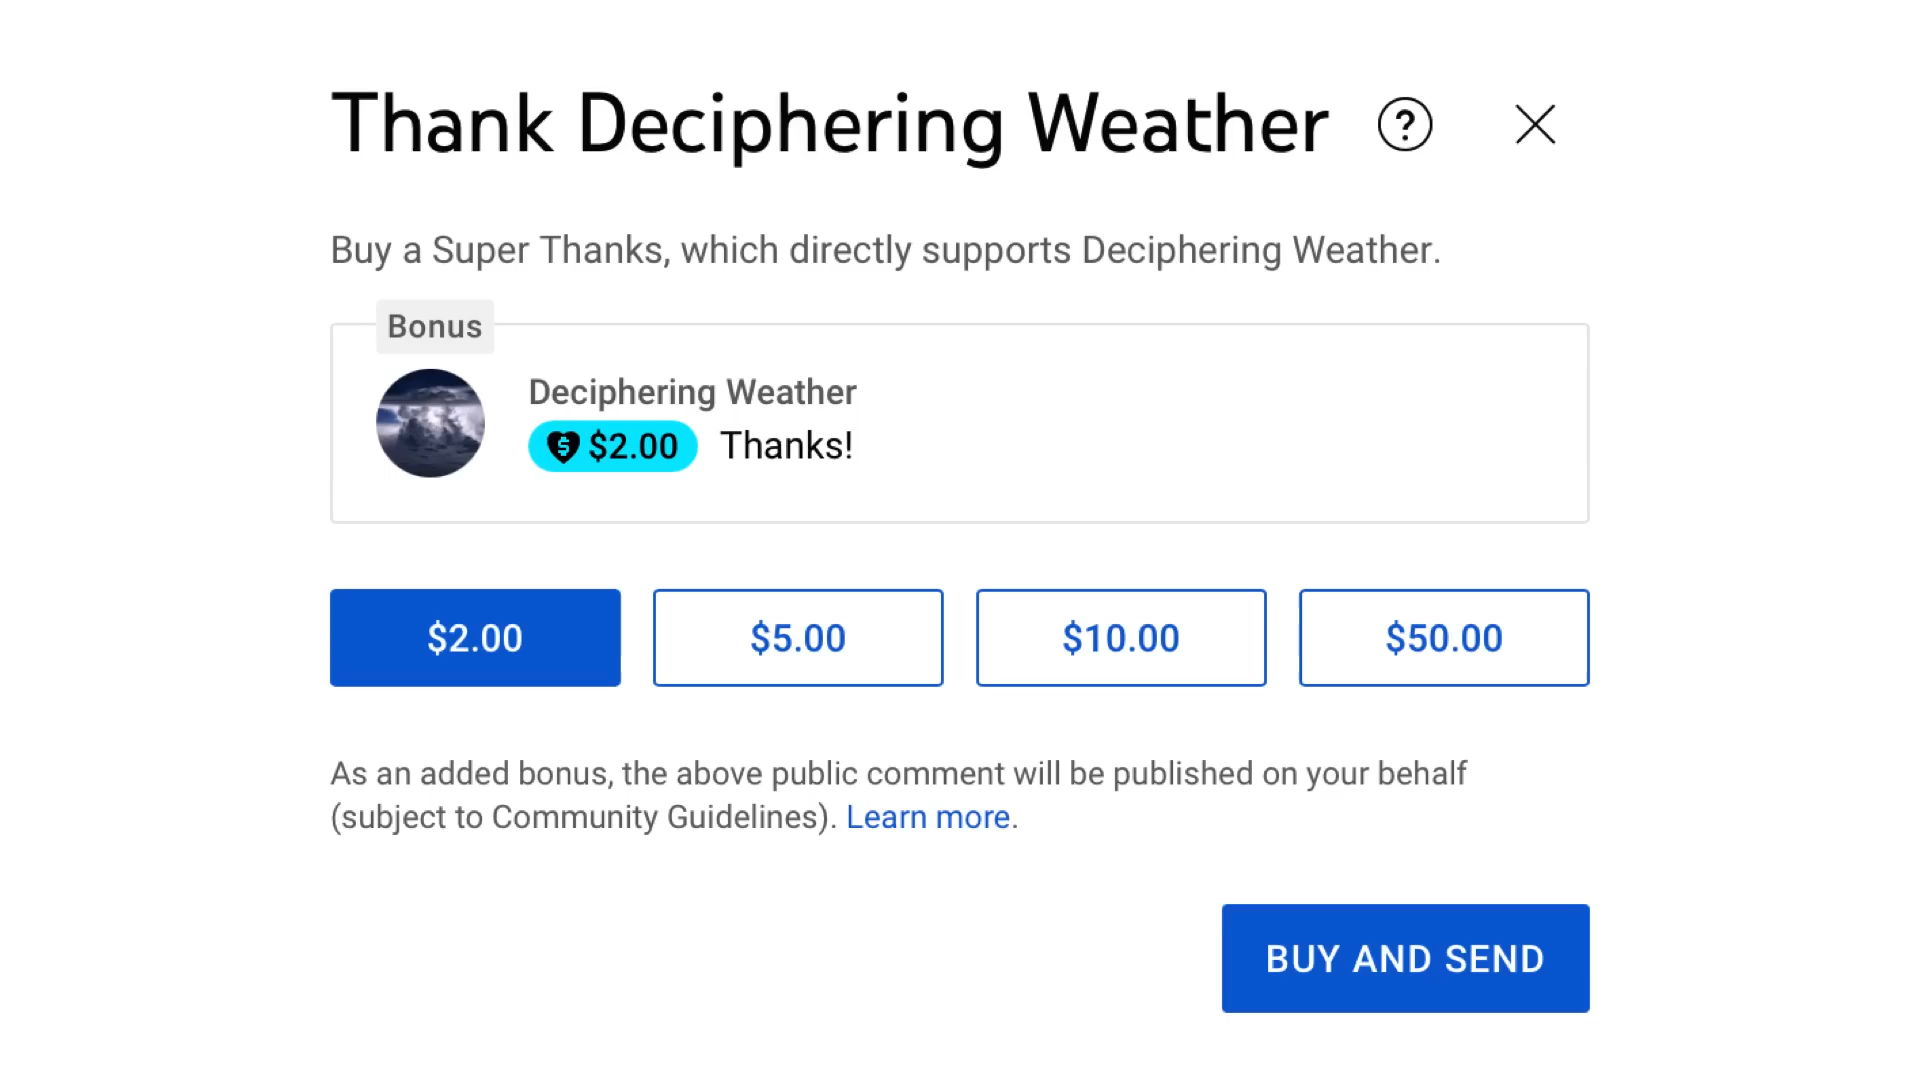 Thank Deciphering Weather ?
Buy a Super Thanks, which directly supports Deciphering Weather.
Bonus
Deciphering Weather
$ $2.00 Thanks!
$2.00 $5.00 $10.00 $50.00
As an added bonus, the above public comment will be published on your behalf
(subject to Community Guidelines). Learn more.
BUY AND SEND